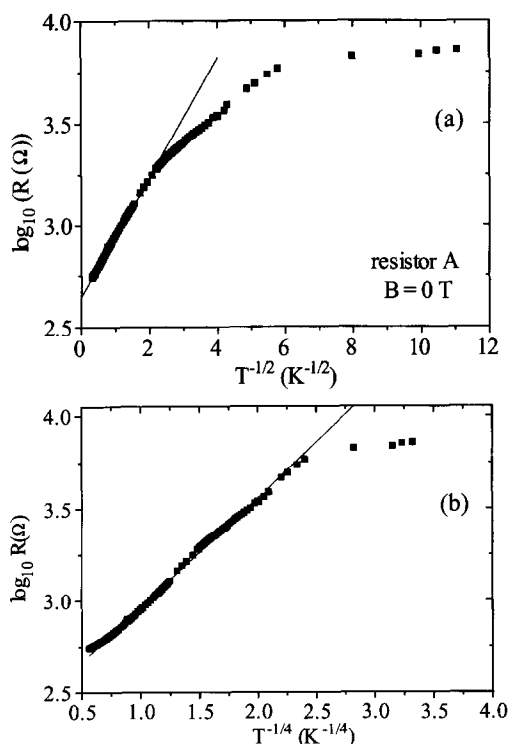 4.0
3.5
3.0
2.5
log₁₀ (R (Ω))
(a)
resistor A
B = 0 T
0 2 4 6 8 10 12
T⁻¹/² (K⁻¹/²)
4.0
3.5
3.0
2.5
log₁₀ R(Ω)
(b)
0.5 1.0 1.5 2.0 2.5 3.0 3.5 4.0
T⁻¹/⁴ (K⁻¹/⁴)